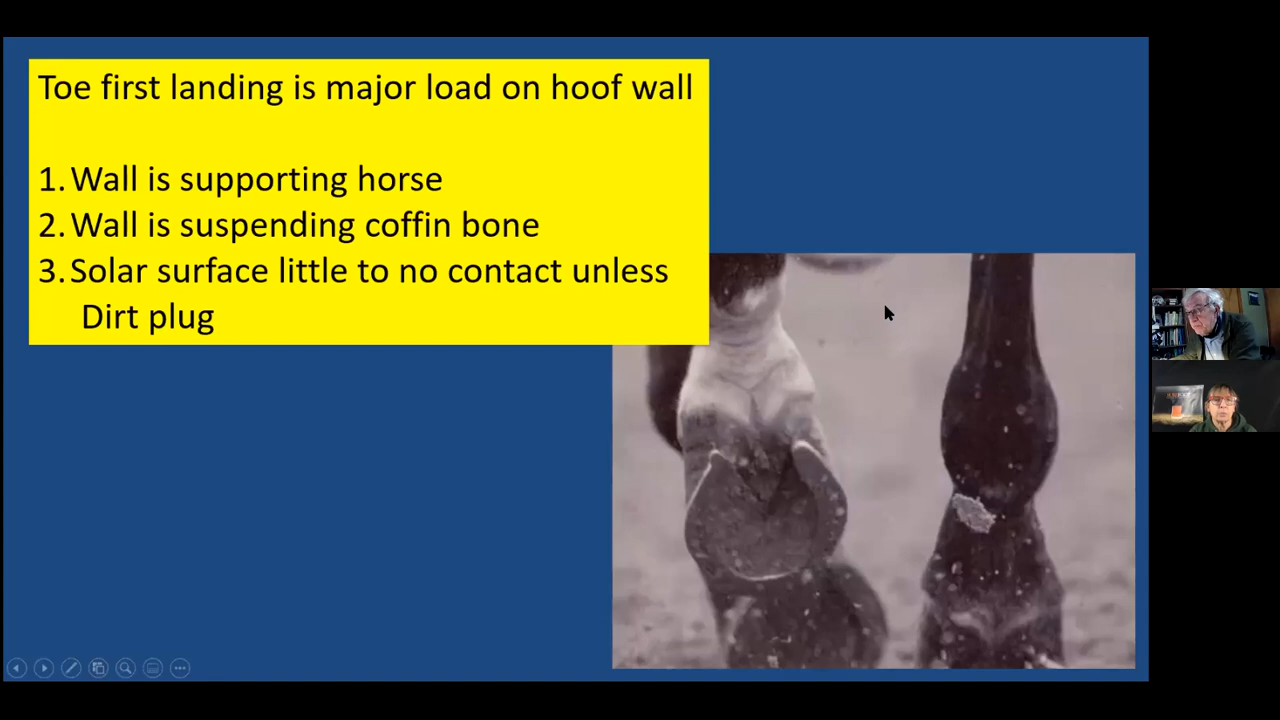 Toe first landing is major load on hoof wall
1. Wall is supporting horse
2. Wall is suspending coffin bone
3. Solar surface little to no contact unless
Dirt plug